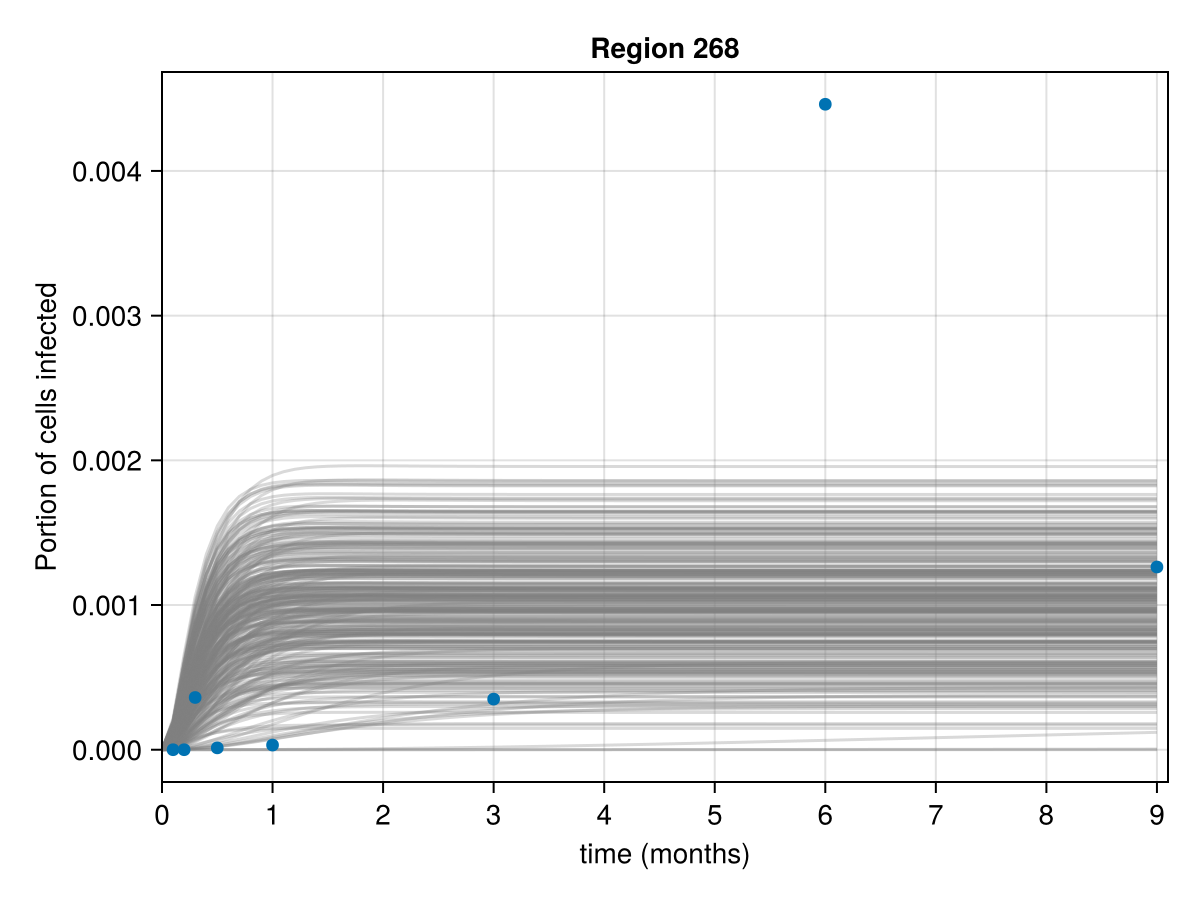 Region 268
Portion of cells infected
0.004
0.003
0.002
0.001
0.000
0 1 2 3 4 5 6 7 8 9
time (months)